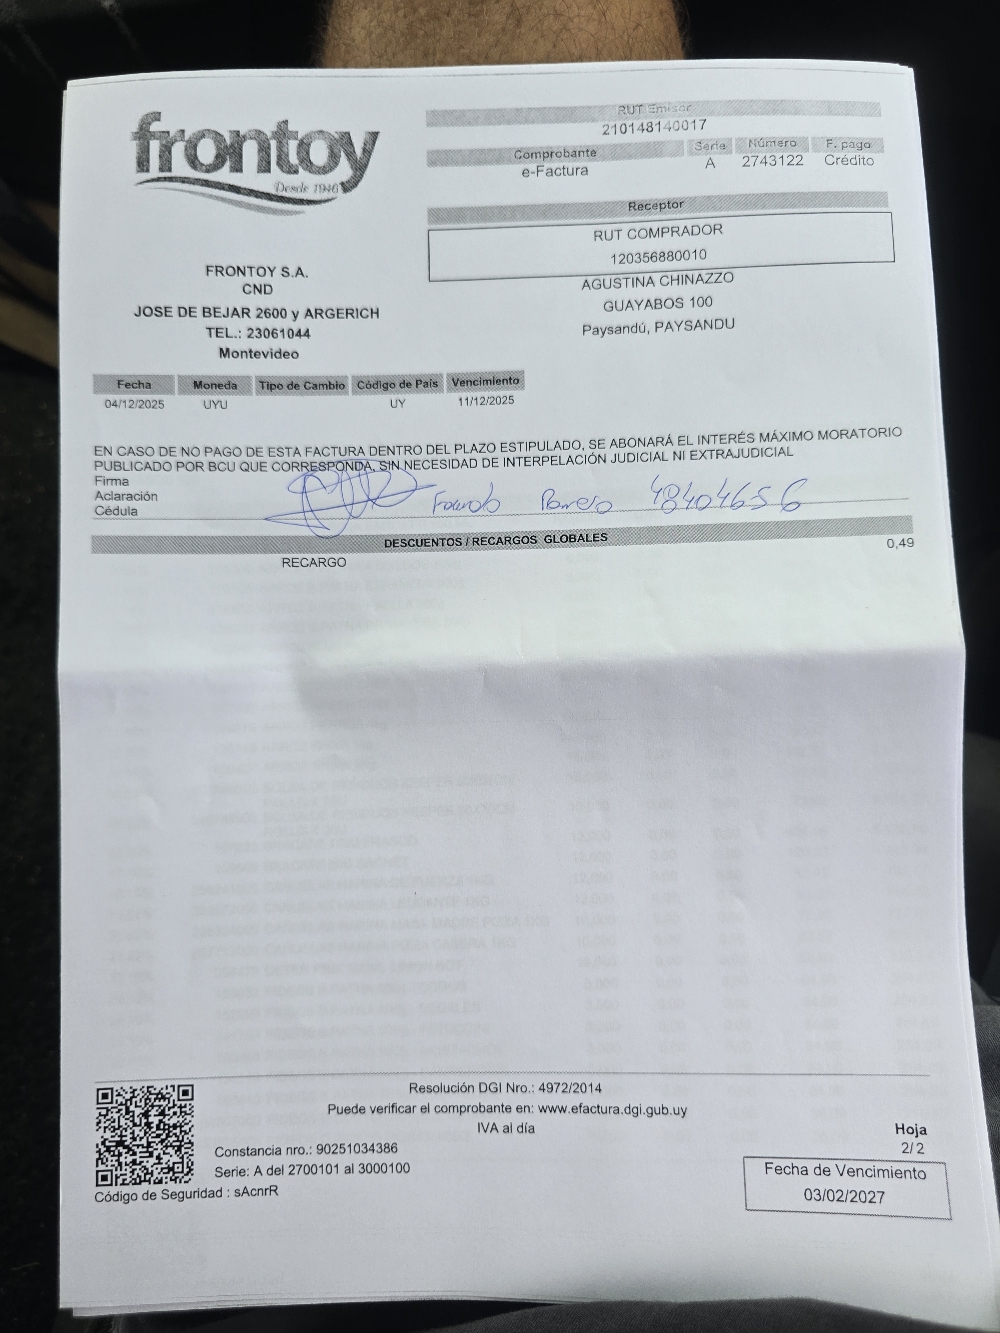 frontoy
Desde 1946
RUT Emisor
210148140017
Comprobante Serie Número F. pago
e-Factura A 2743122 Crédito
Receptor
RUT COMPRADOR
120356880010
AGUSTINA CHINAZZO
GUAYABOS 100
Paysandú, PAYSANDU
FRONTOY S.A.
CND
JOSE DE BEJAR 2600 y ARGERICH
TEL.: 23061044
Montevideo
Fecha Moneda Tipo de Cambio Código de País Vencimiento
04/12/2025 UYU UY 11/12/2025
EN CASO DE NO PAGO DE ESTA FACTURA DENTRO DEL PLAZO ESTIPULADO, SE ABONARÁ EL INTERÉS MÁXIMO MORATORIO
PUBLICADO POR BCU QUE CORRESPONDA, SIN NECESIDAD DE INTERPELACIÓN JUDICIAL NI EXTRAJUDICIAL
Firma
Aclaración
Cédula
48404656
DESCUENTOS / RECARGOS GLOBALES
RECARGO 0,49
Resolución DGI Nro.: 4972/2014
Puede verificar el comprobante en: www.efactura.dgi.gub.uy
IVA al día
Constancia nro.: 90251034386
Serie: A del 2700101 al 3000100
Código de Seguridad : sAcnrR
Hoja
2/ 2
Fecha de Vencimiento
03/02/2027